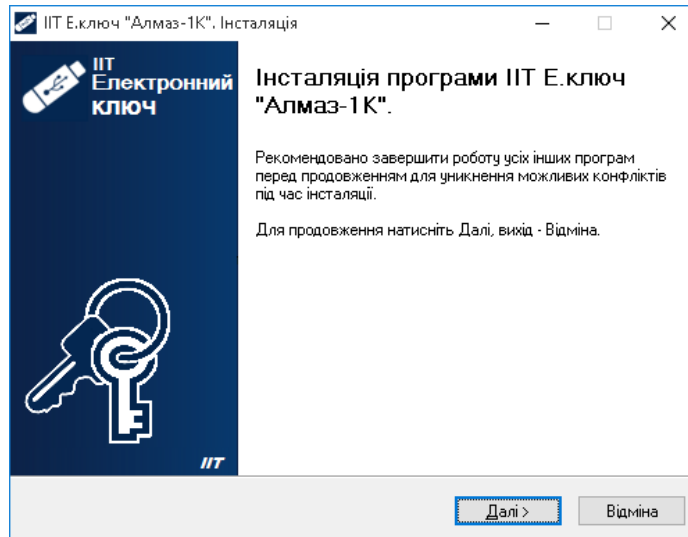 ІІТ Е.ключ "Алмаз-1К". Інсталяція
ІІТ
Електронний
ключ
Інсталяція програми ІІТ Е.ключ
"Алмаз-1К".
Рекомендовано завершити роботу усіх інших програм
перед продовженням для уникнення можливих конфліктів
під час інсталяції.
Для продовження натисніть Далі, вихід - Відміна.
ІІТ
Далі >
Відміна